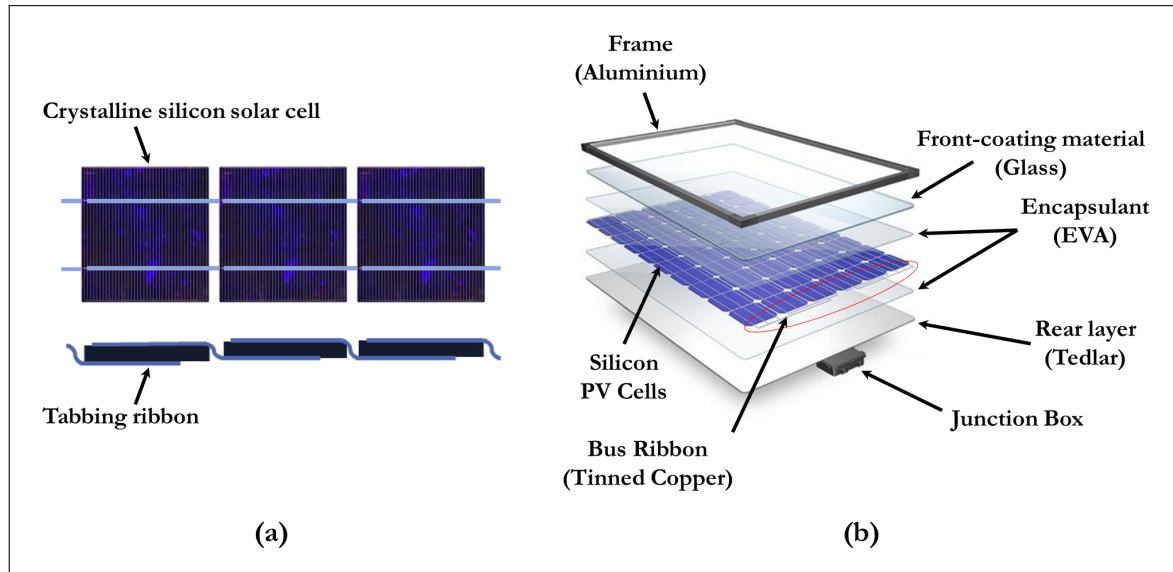 Crystalline silicon solar cell
Tabbing ribbon
(a)
Frame
(Aluminium)
Front-coating material
(Glass)
Encapsulant
(EVA)
Rear layer
(Tedlar)
Junction Box
Silicon
PV Cells
Bus Ribbon
(Tinned Copper)
(b)